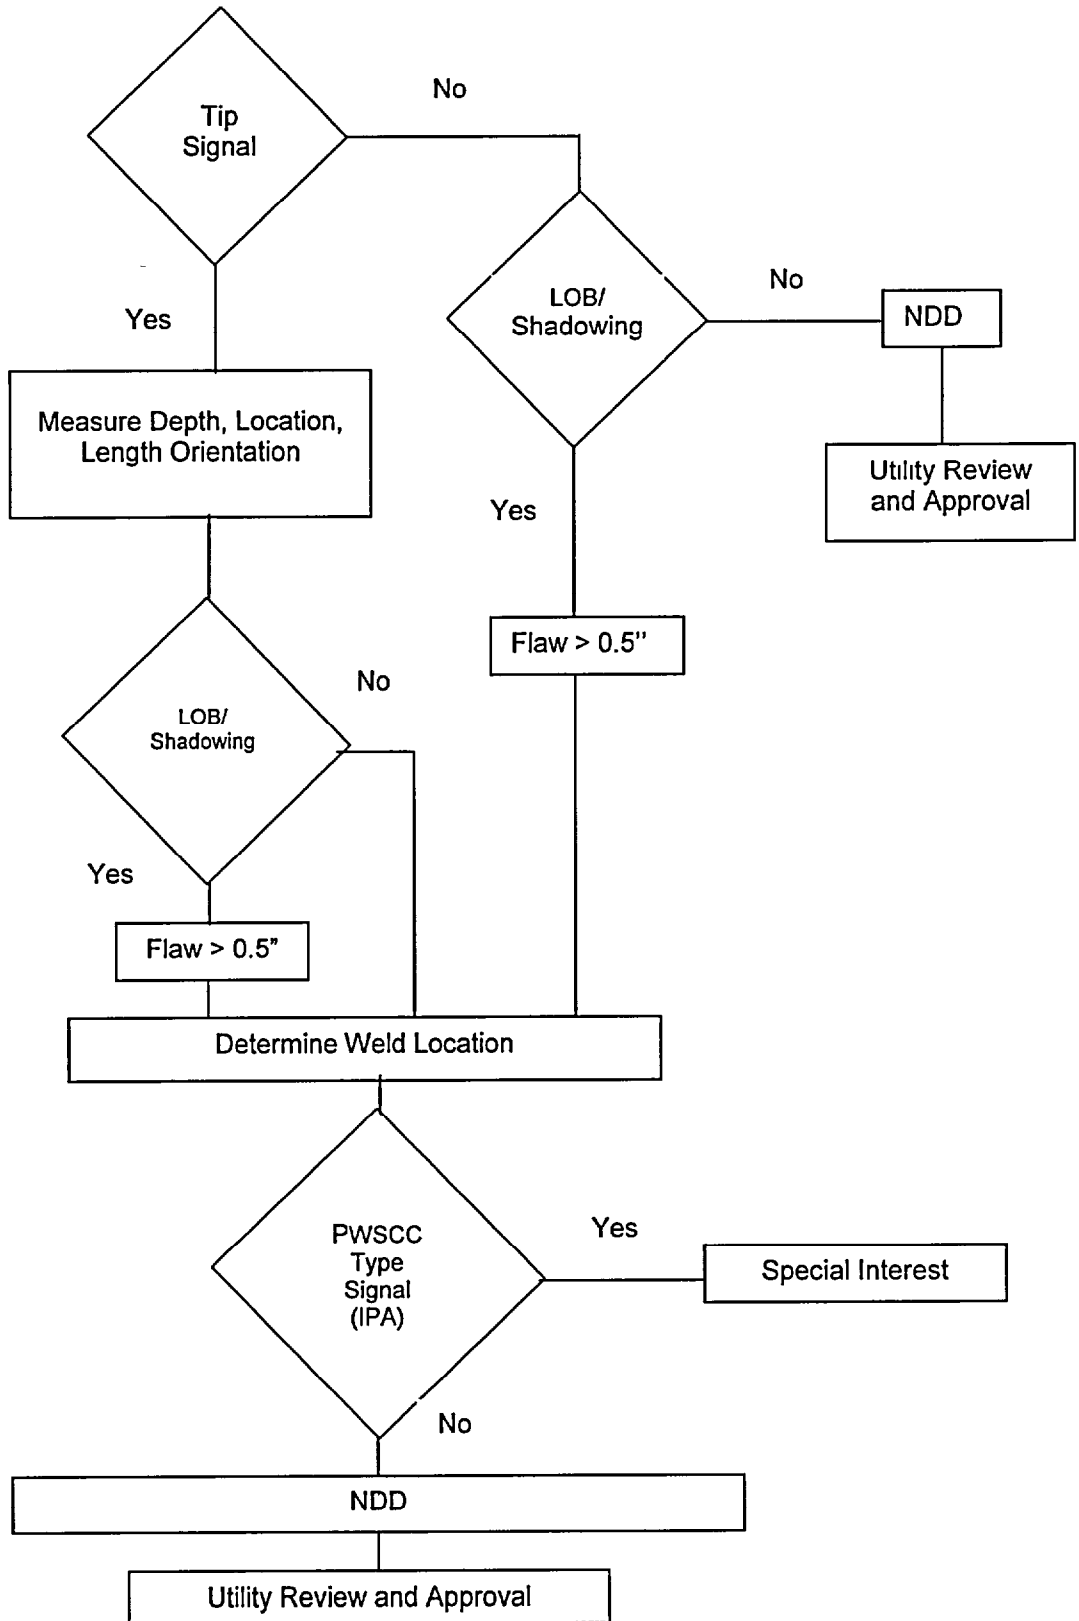 No
Tip
Signal
No
LOB/
Shadowing
NDD
Yes
Measure Depth, Location,
Length Orientation
Utility Review
and Approval
Yes
Flaw > 0.5"
No
LOB/
Shadowing
Yes
Flaw > 0.5"
Determine Weld Location
PWSCC
Type
Signal
(IPA)
Yes
Special Interest
No
NDD
Utility Review and Approval